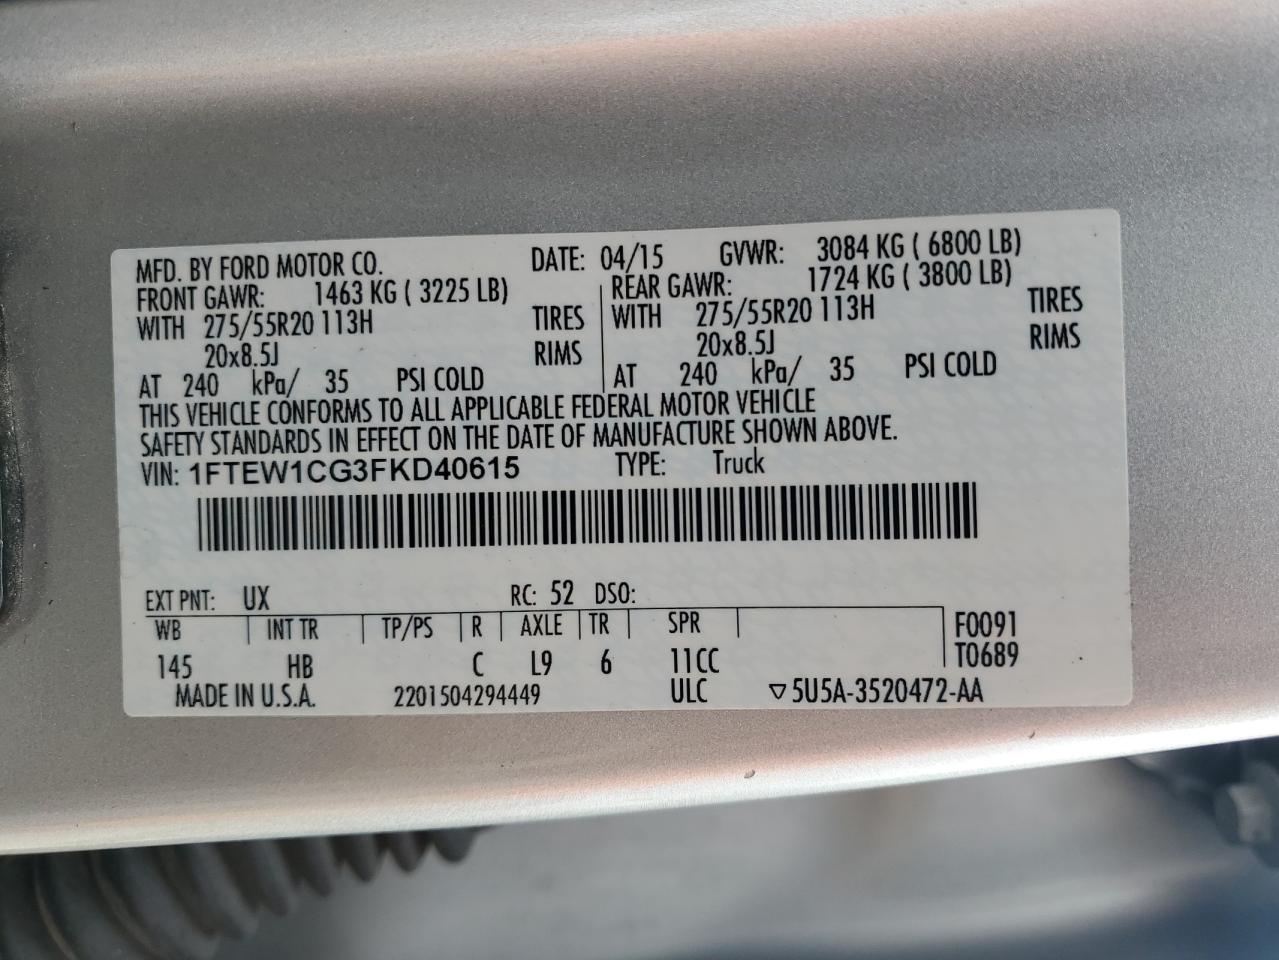 MFD. BY FORD MOTOR CO. DATE: 04/15 GVWR: 3084 KG ( 6800 LB)
FRONT GAWR: 1463 KG ( 3225 LB) REAR GAWR: 1724 KG ( 3800 LB)
WITH 275/55R20 113H TIRES WITH 275/55R20 113H TIRES
20x8.5J RIMS 20x8.5J RIMS
AT 240 kPa/ 35 PSI COLD AT 240 kPa/ 35 PSI COLD
THIS VEHICLE CONFORMS TO ALL APPLICABLE FEDERAL MOTOR VEHICLE
SAFETY STANDARDS IN EFFECT ON THE DATE OF MANUFACTURE SHOWN ABOVE.
VIN: 1FTEW1CG3FKD40615 TYPE: Truck
EXT PNT: UX RC: 52 DSO:
WB INT TR TP/PS R AXLE TR SPR F0091
145 HB C L9 6 11CC T0689
MADE IN U.S.A. 2201504294449 ULC ▽5U5A-3520472-AA